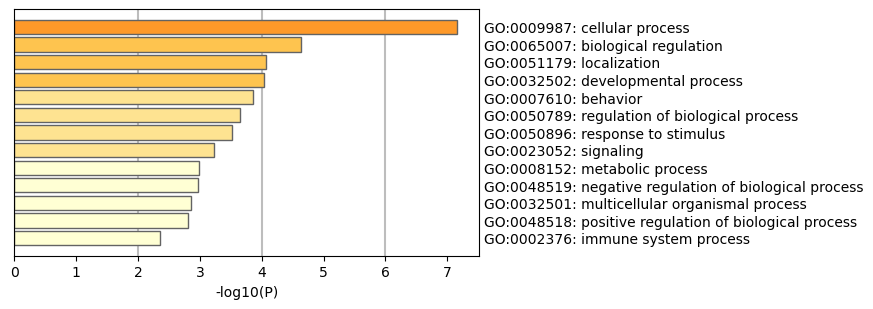 GO:0009987: cellular process
GO:0065007: biological regulation
GO:0051179: localization
GO:0032502: developmental process
GO:0007610: behavior
GO:0050789: regulation of biological process
GO:0050896: response to stimulus
GO:0023052: signaling
GO:0008152: metabolic process
GO:0048519: negative regulation of biological process
GO:0032501: multicellular organismal process
GO:0048518: positive regulation of biological process
GO:0002376: immune system process
0 1 2 3 4 5 6 7
-log10(P)